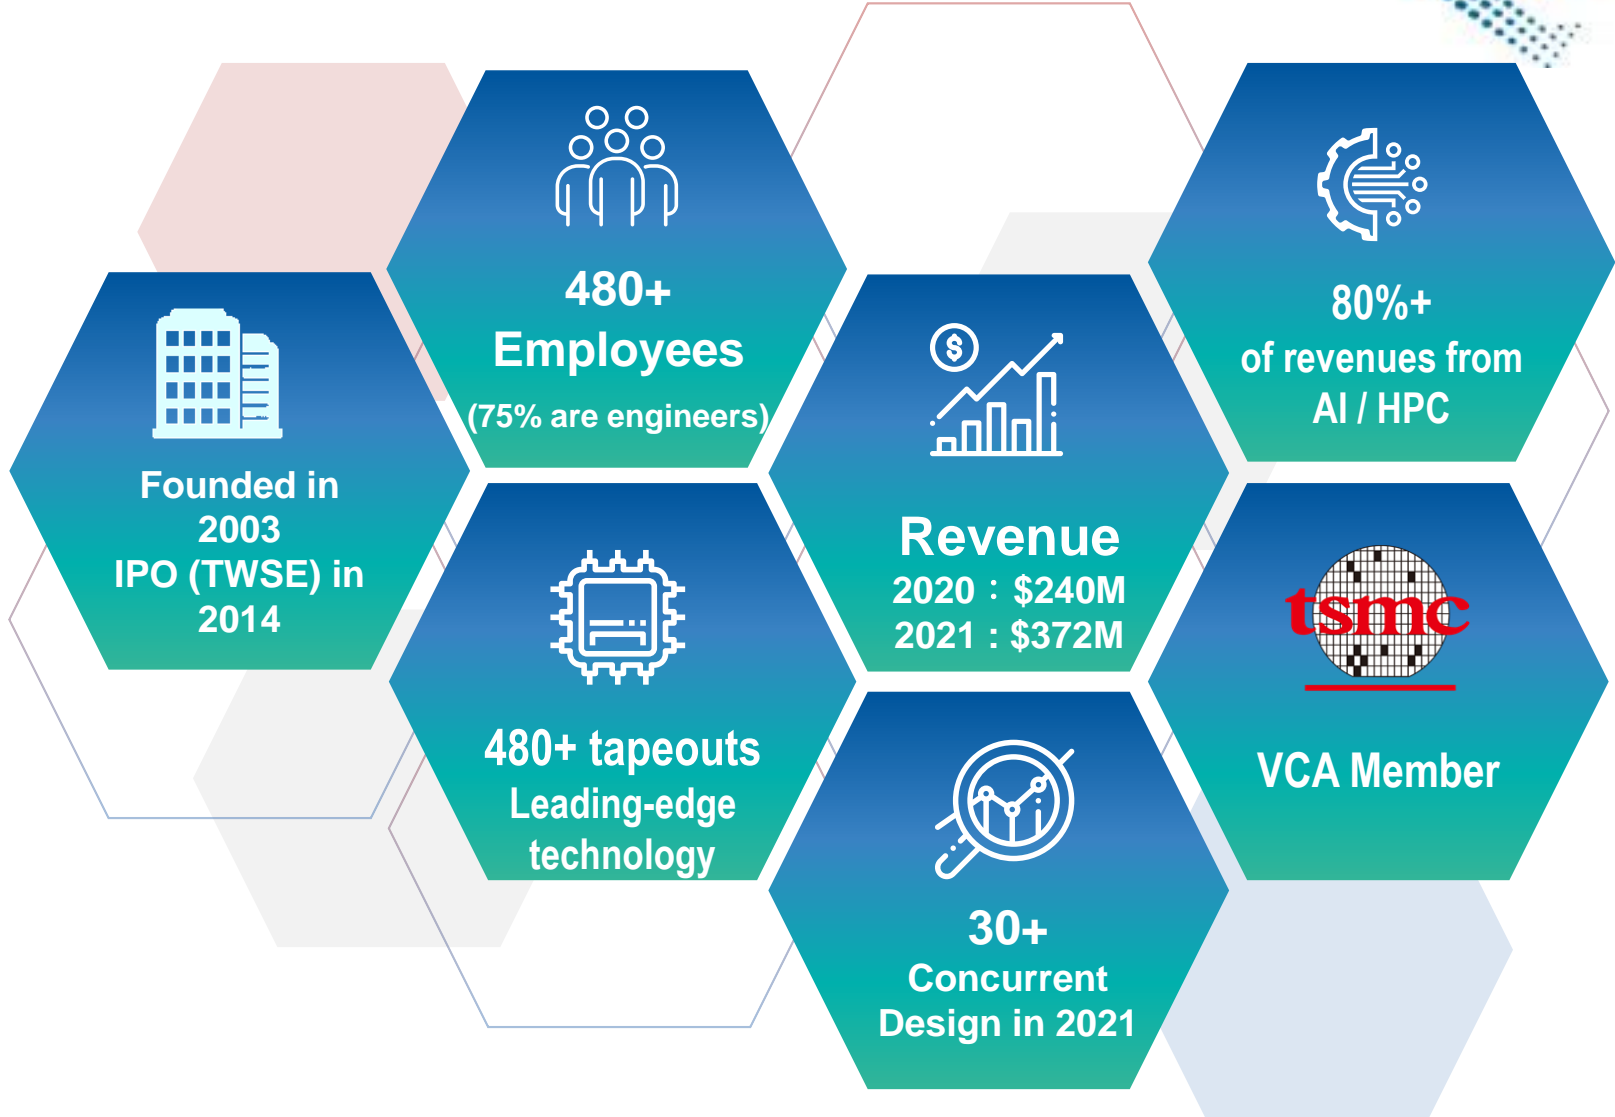 480+
Employees
(75% are engineers)
80%+
of revenues from
AI / HPC
Founded in
2003
IPO (TWSE) in
2014
Revenue
2020 : $240M
2021 : $372M
480+ tapeouts
Leading-edge
technology
tsmc
VCA Member
30+
Concurrent
Design in 2021